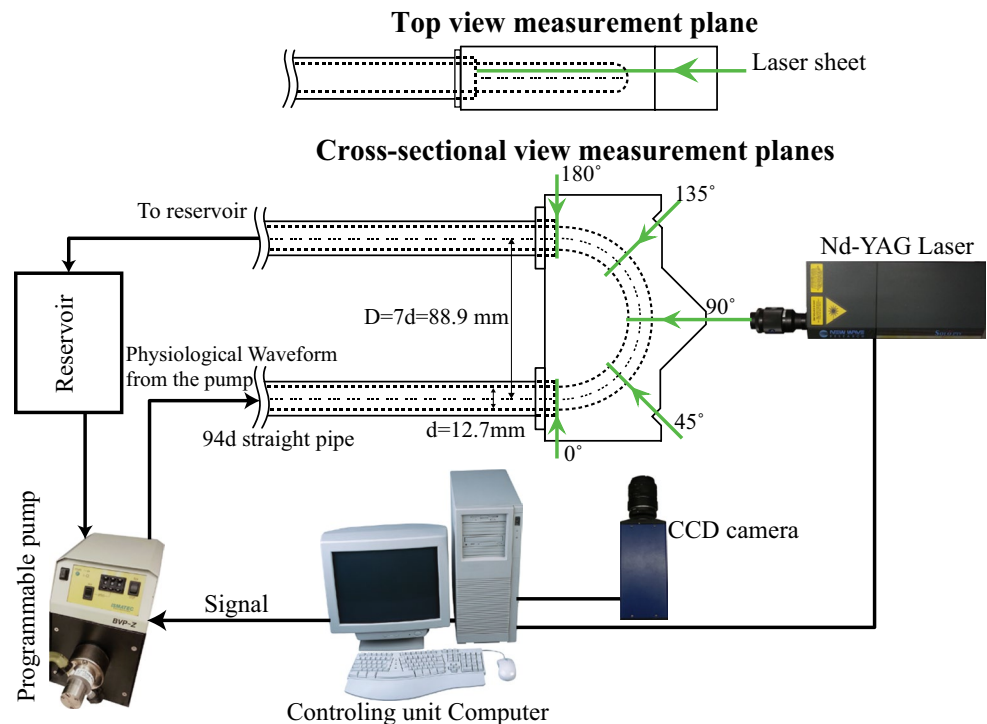 Top view measurement plane
Laser sheet
Cross-sectional view measurement planes
180°
135°
To reservoir
Nd-YAG Laser
90°
D=7d=88.9 mm
Reservoir
Physiological Waveform
from the pump
45°
d=12.7mm
94d straight pipe
0°
Programmable pump
CCD camera
Signal
BVP-Z
Controling unit Computer